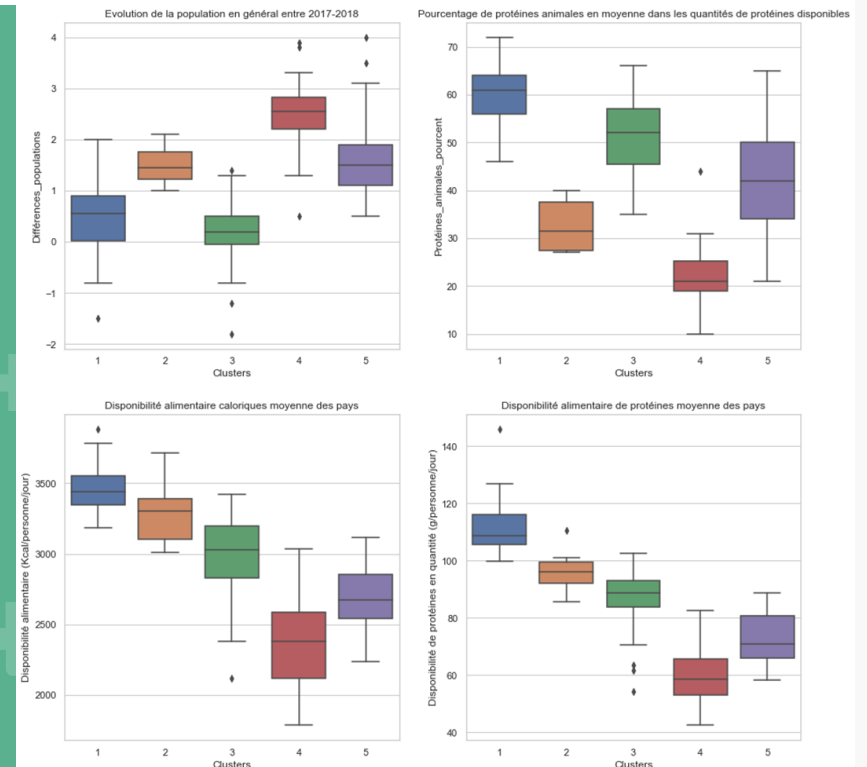 Evolution de la population en général entre 2017-2018
Différences_populations
4
3
2
1
0
−1
−2
1 2 3 4 5
Clusters
Pourcentage de protéines animales en moyenne dans les quantités de protéines disponibles
Protéines_animales_pourcent
70
60
50
40
30
20
10
1 2 3 4 5
Clusters
Disponibilité alimentaire caloriques moyenne des pays
Disponibilité alimentaire (Kcal/personne/jour)
3500
3000
2500
2000
1 2 3 4 5
Clusters
Disponibilité alimentaire de protéines moyenne des pays
Disponibilité de protéines en quantité (g/personne/jour)
140
120
100
80
60
40
1 2 3 4 5
Clusters